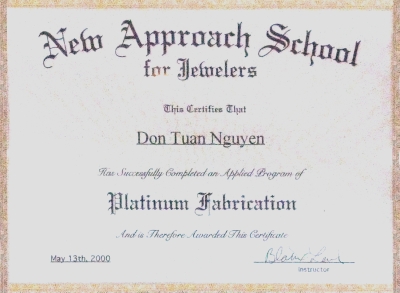 New Approach School
for Jewelers
This Certifies That
Don Tuan Nguyen
Has Successfully Completed an Applied Program of
Platinum Fabrication
And is Therefore Awarded This Certificate
May 13th, 2000
INSTRUCTOR